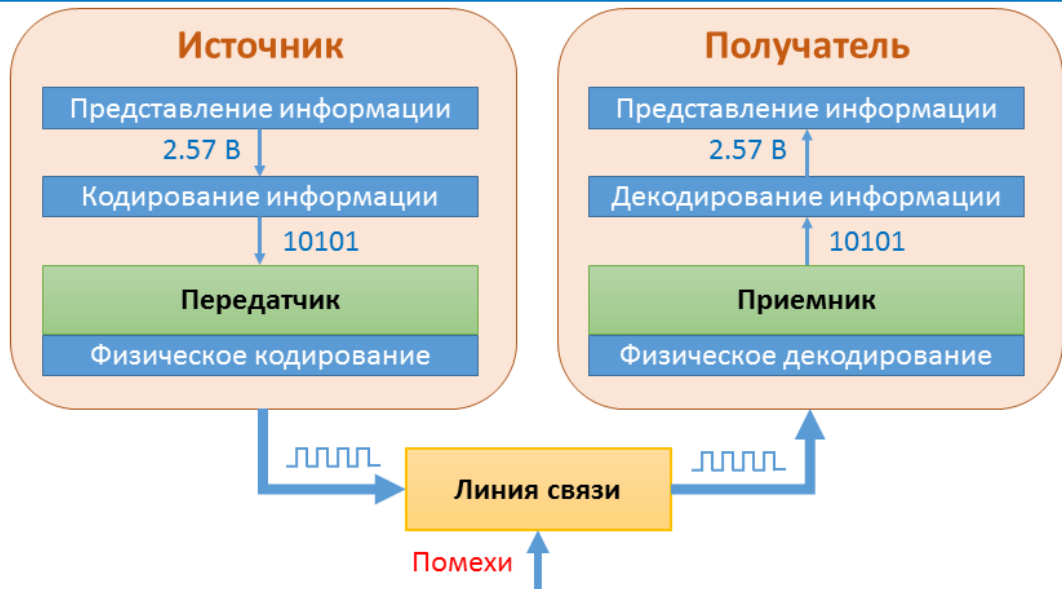 Источник
Представление информации
2.57 В
Кодирование информации
10101
Передатчик
Физическое кодирование
Получатель
Представление информации
2.57 В
Декодирование информации
10101
Приемник
Физическое декодирование
Линия связи
Помехи